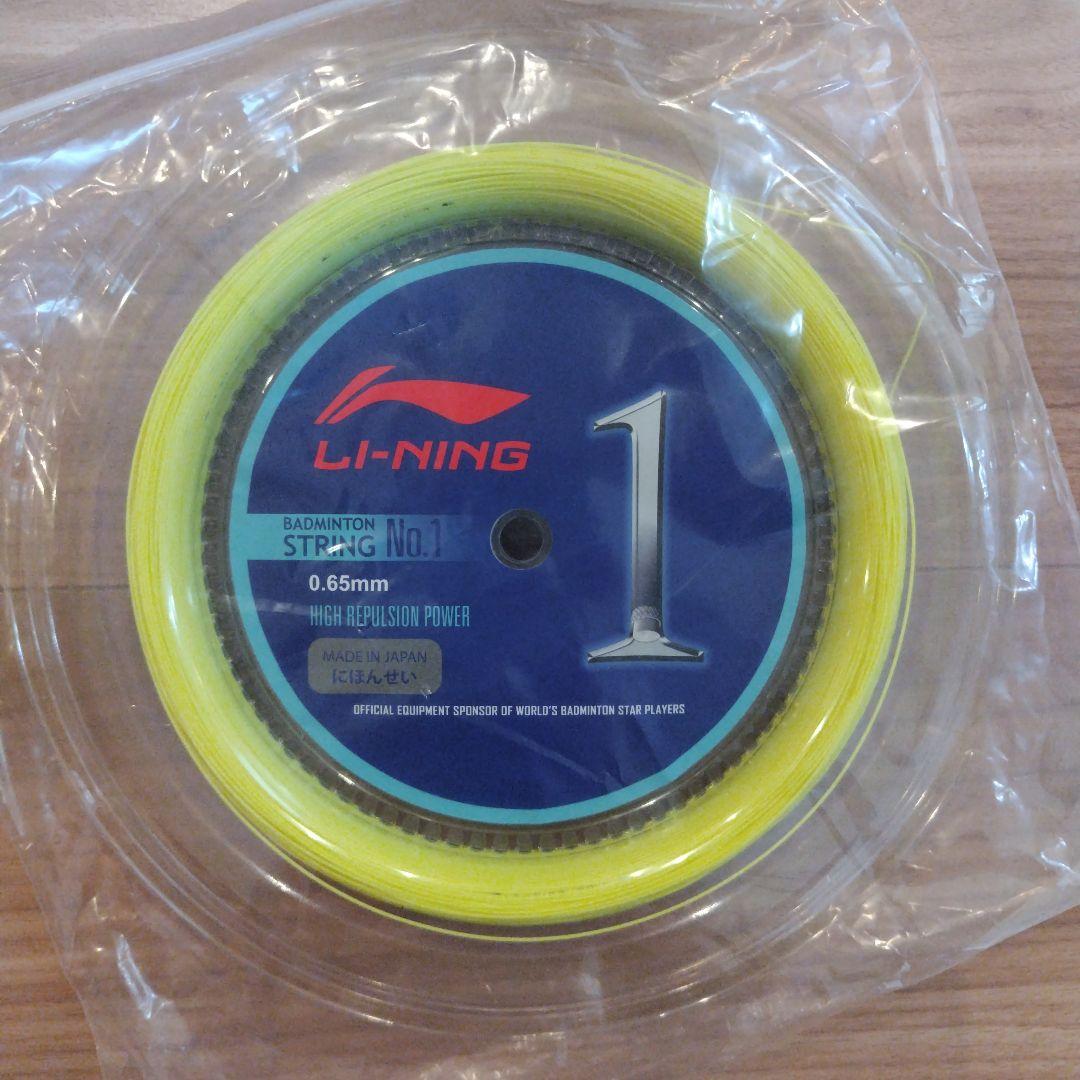 LI-NING
1
BADMINTON
STRING No.1
0.65mm
HIGH REPULSION POWER
MADE IN JAPAN
にほんせい
OFFICIAL EQUIPMENT SPONSOR OF WORLD'S BADMINTON STAR PLAYERS